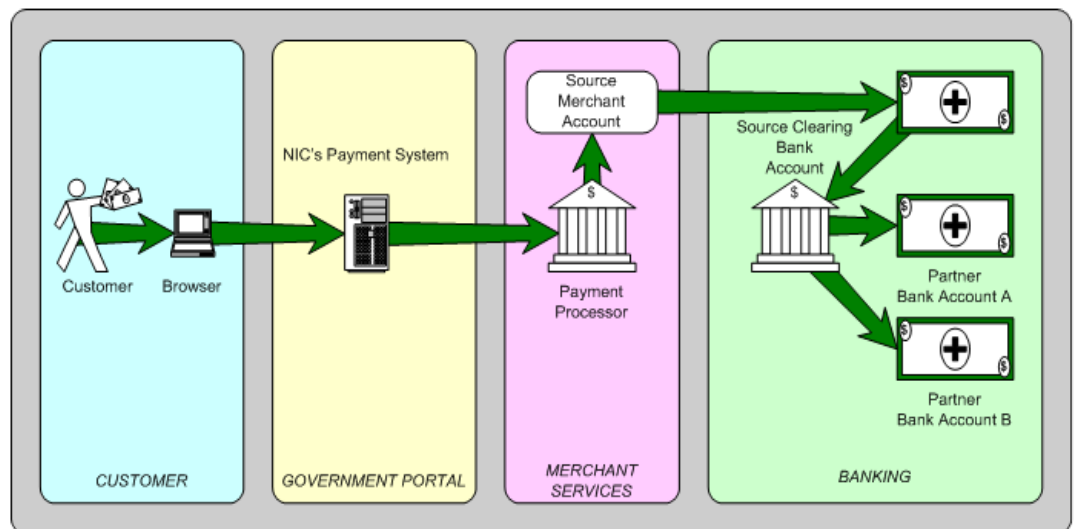 Source
Merchant
Account
Source Clearing
Bank
Account
NIC's Payment System
$
$
$
$
Customer
Browser
Payment
Processor
$
$
Partner
Bank Account A
$
$
Partner
Bank Account B
CUSTOMER
GOVERNMENT PORTAL
MERCHANT
SERVICES
BANKING